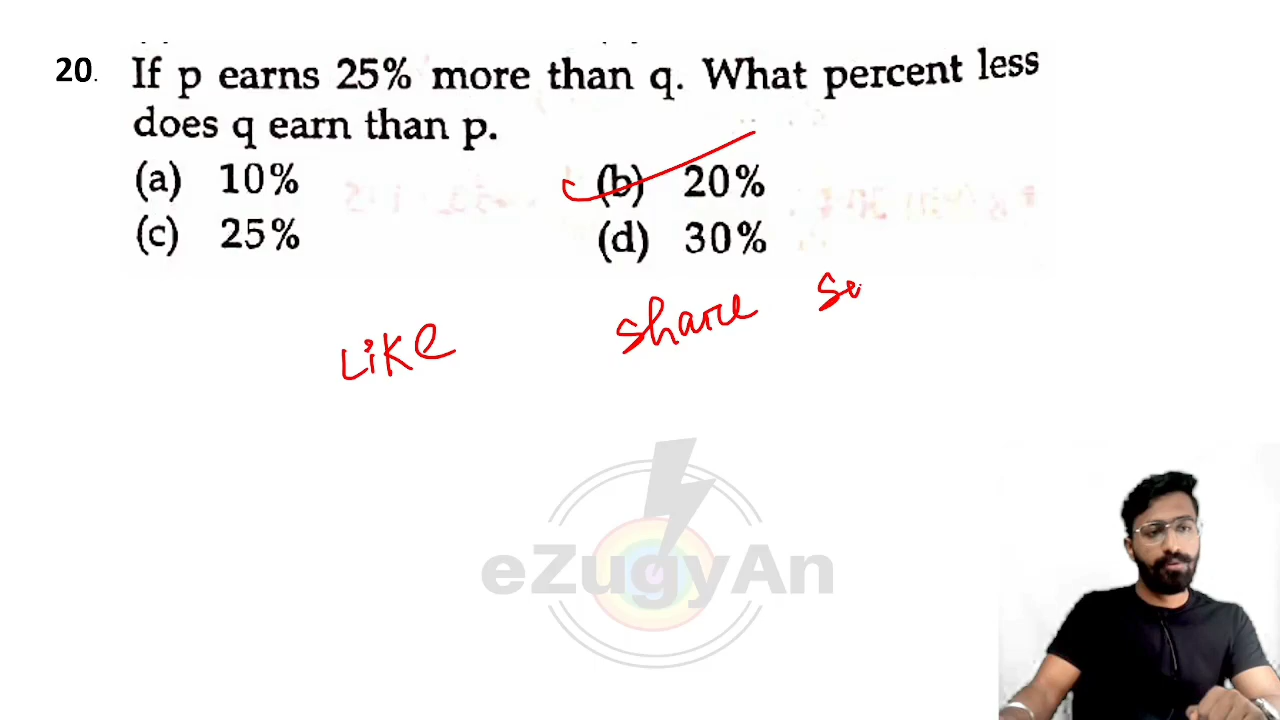 20. If p earns 25% more than q. What percent less
does q earn than p.
(a) 10% (b) 20%
(c) 25% (d) 30%
Like share se
eZugyAn